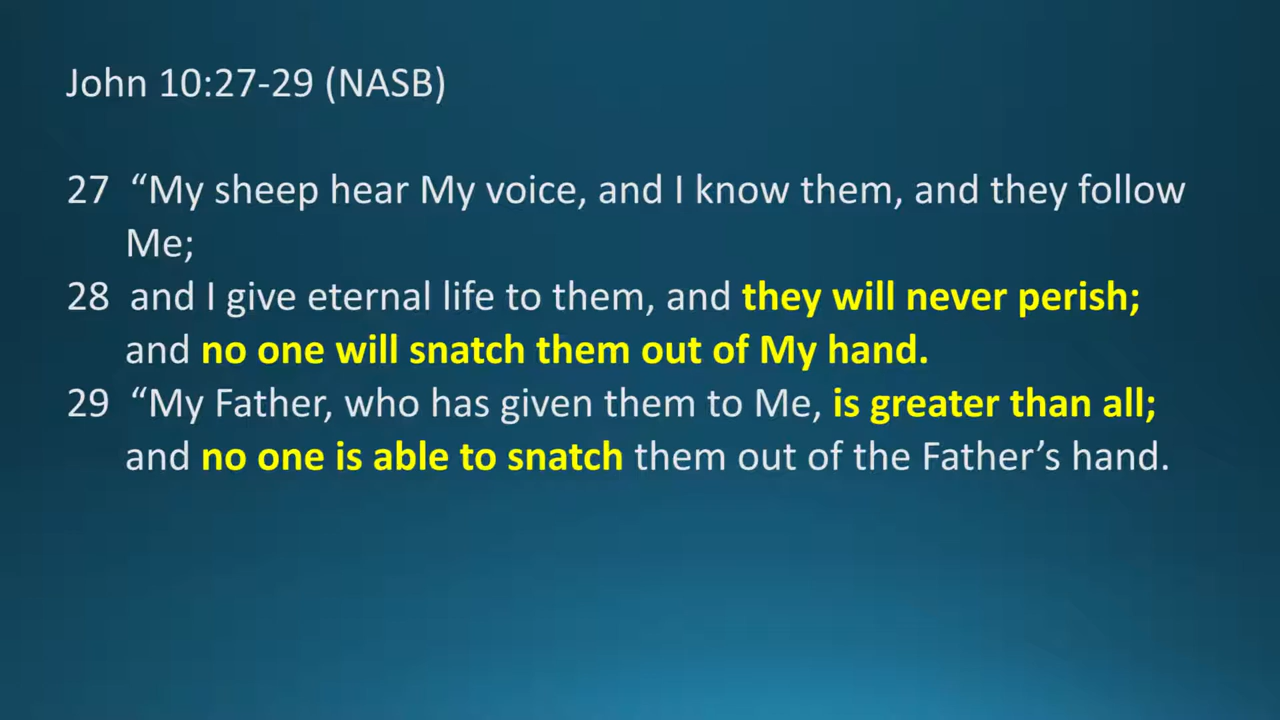 John 10:27-29 (NASB)
27 “My sheep hear My voice, and I know them, and they follow
Me;
28 and I give eternal life to them, and they will never perish;
and no one will snatch them out of My hand.
29 “My Father, who has given them to Me, is greater than all;
and no one is able to snatch them out of the Father’s hand.